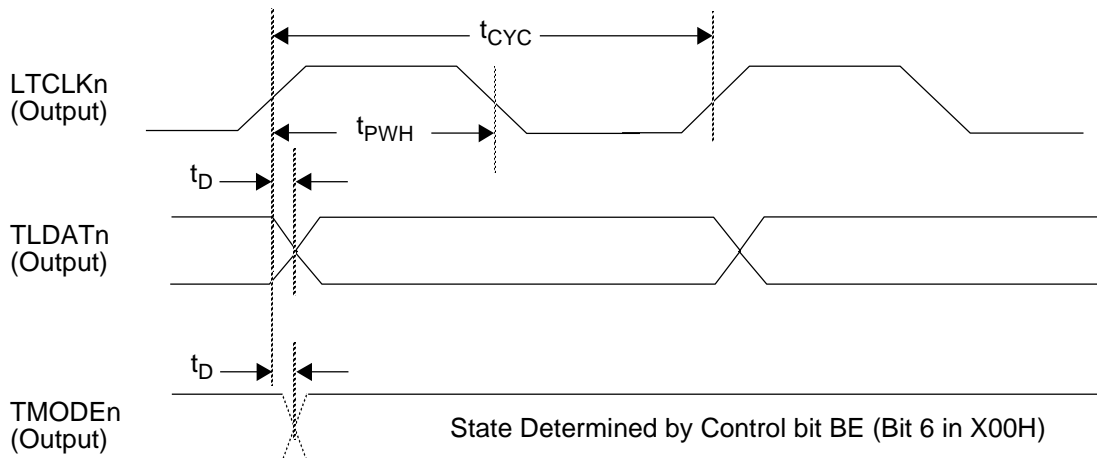 tCYC
LTCLKn
(Output)
tPWH
tD
TLDATn
(Output)
tD
TMODEn
(Output)
State Determined by Control bit BE (Bit 6 in X00H)